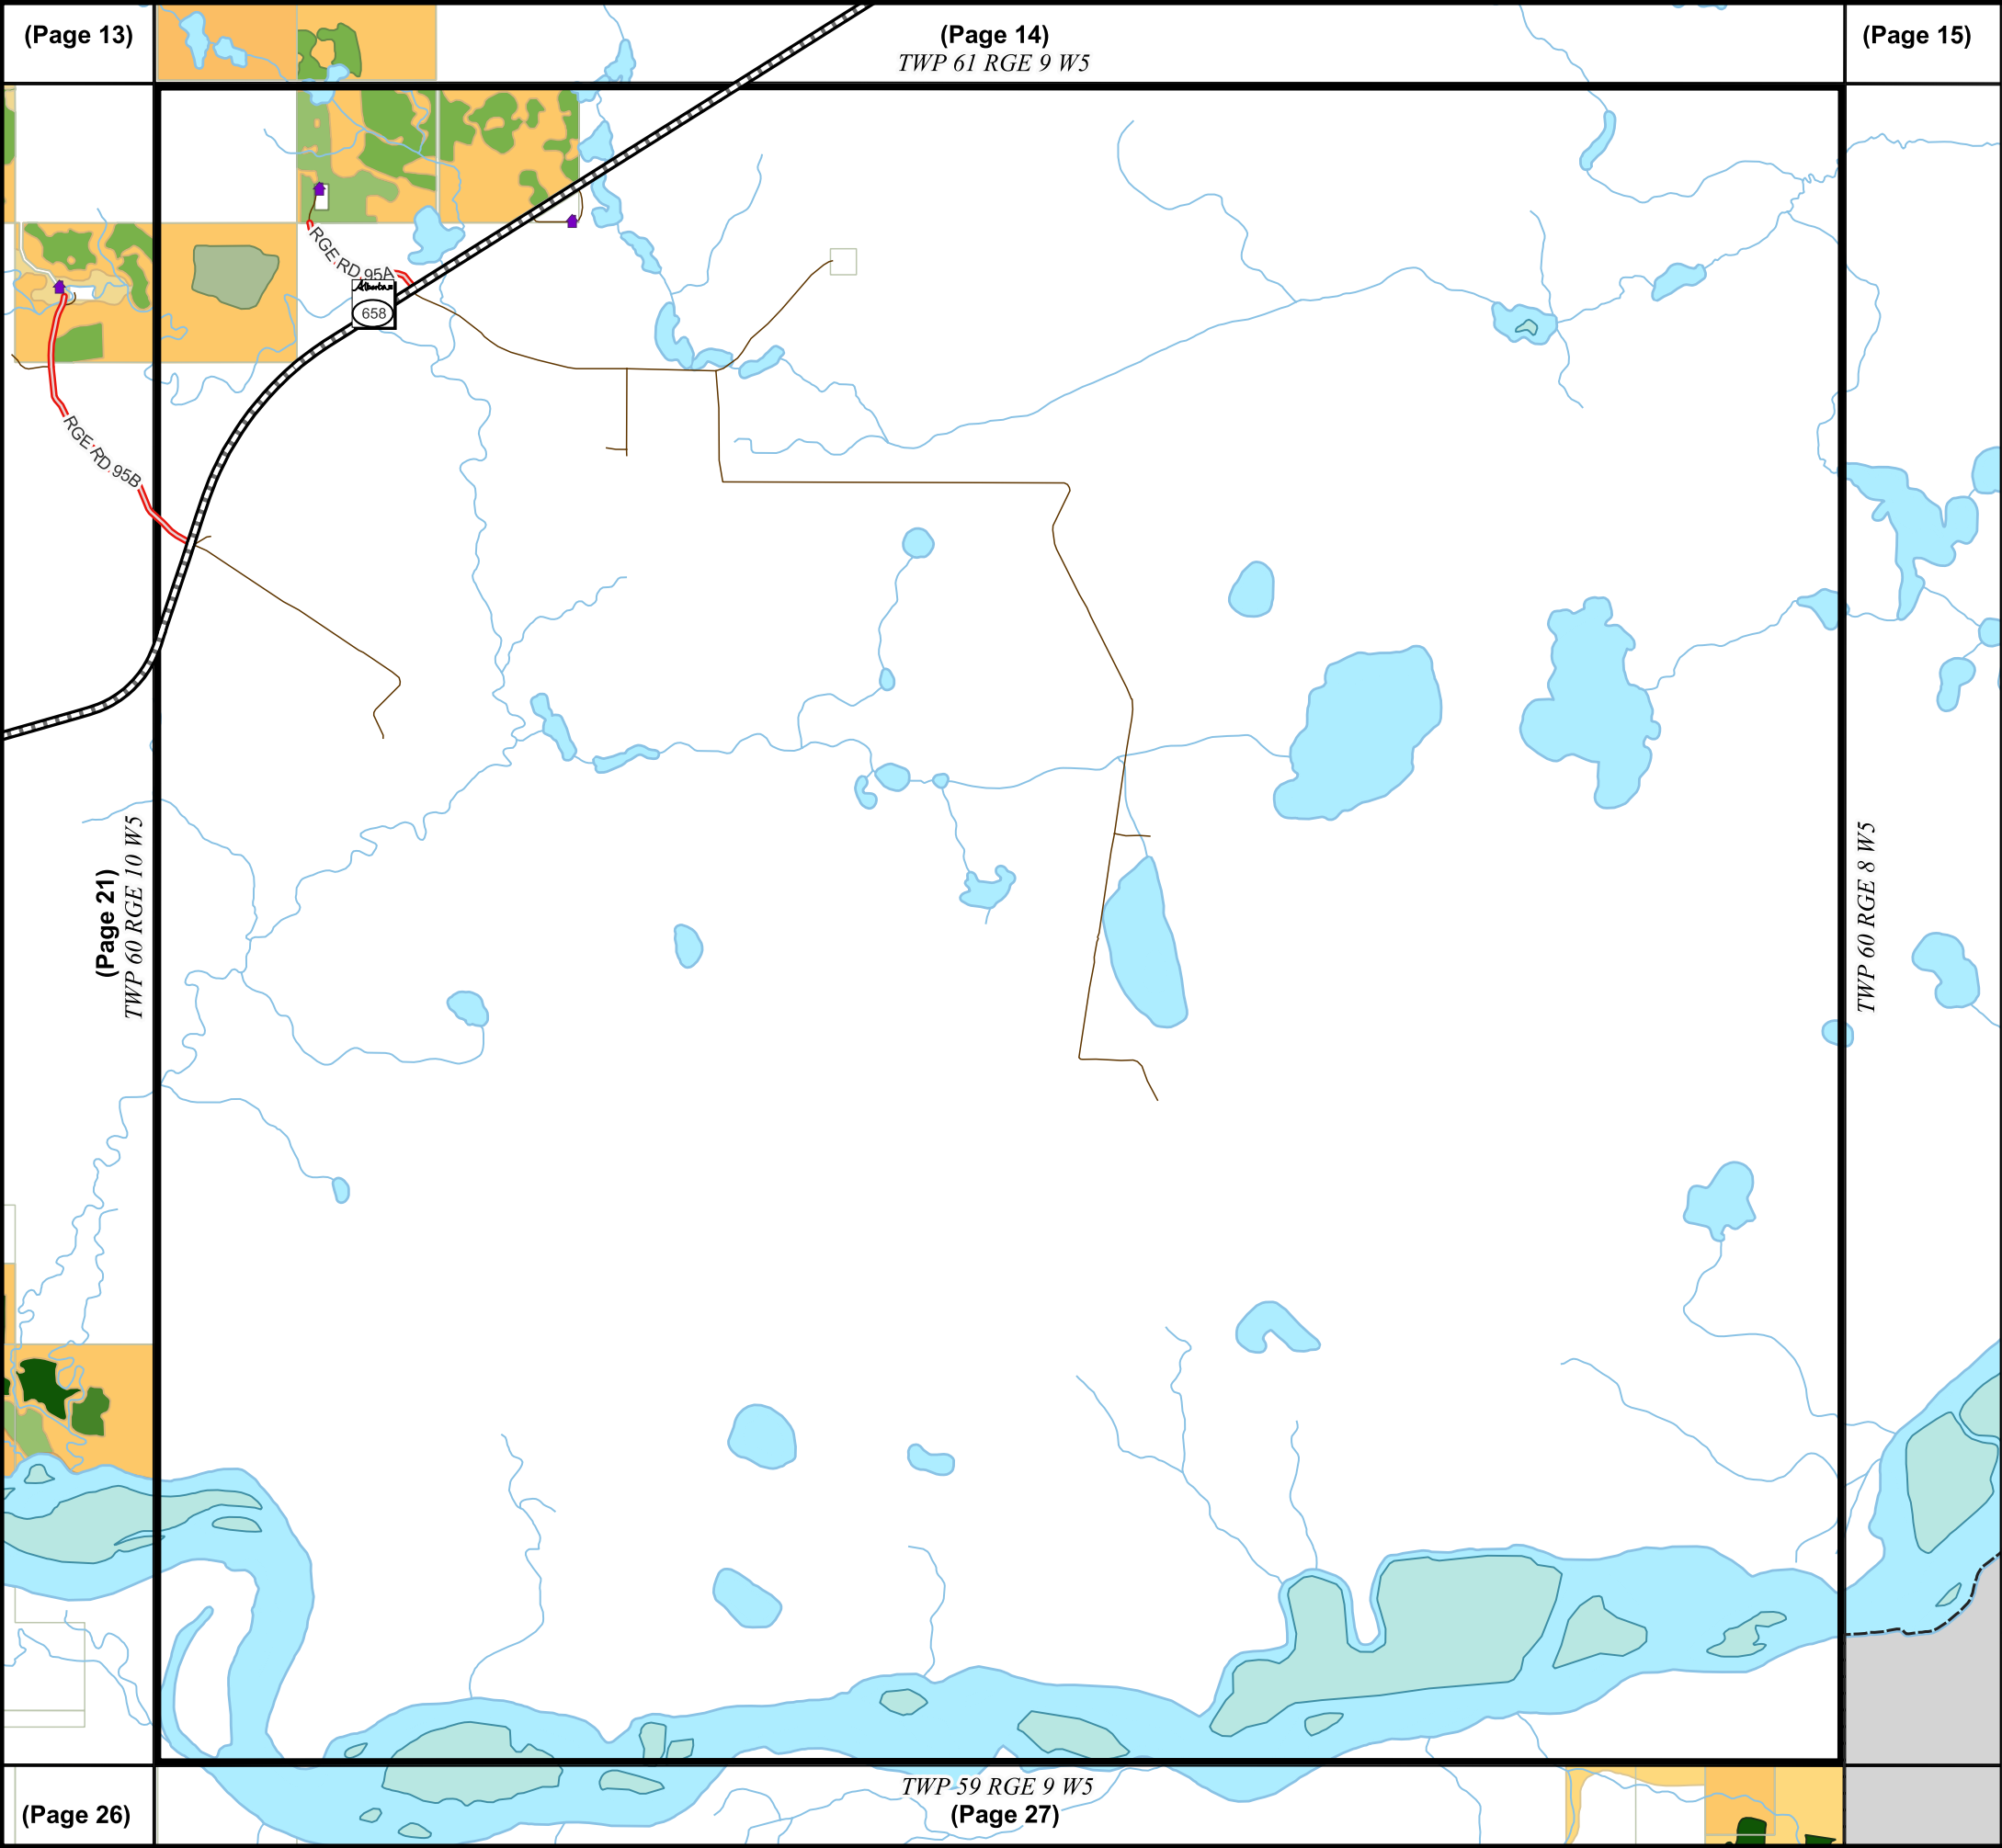 (Page 13)
(Page 14)
TWP 61 RGE 9 W5
(Page 15)
RGE RD 95A
Alberta
658
RGE RD 95B
(Page 21)
TWP 60 RGE 10 W5
TWP 60 RGE 8 W5
TWP 59 RGE 9 W5
(Page 26)
(Page 27)